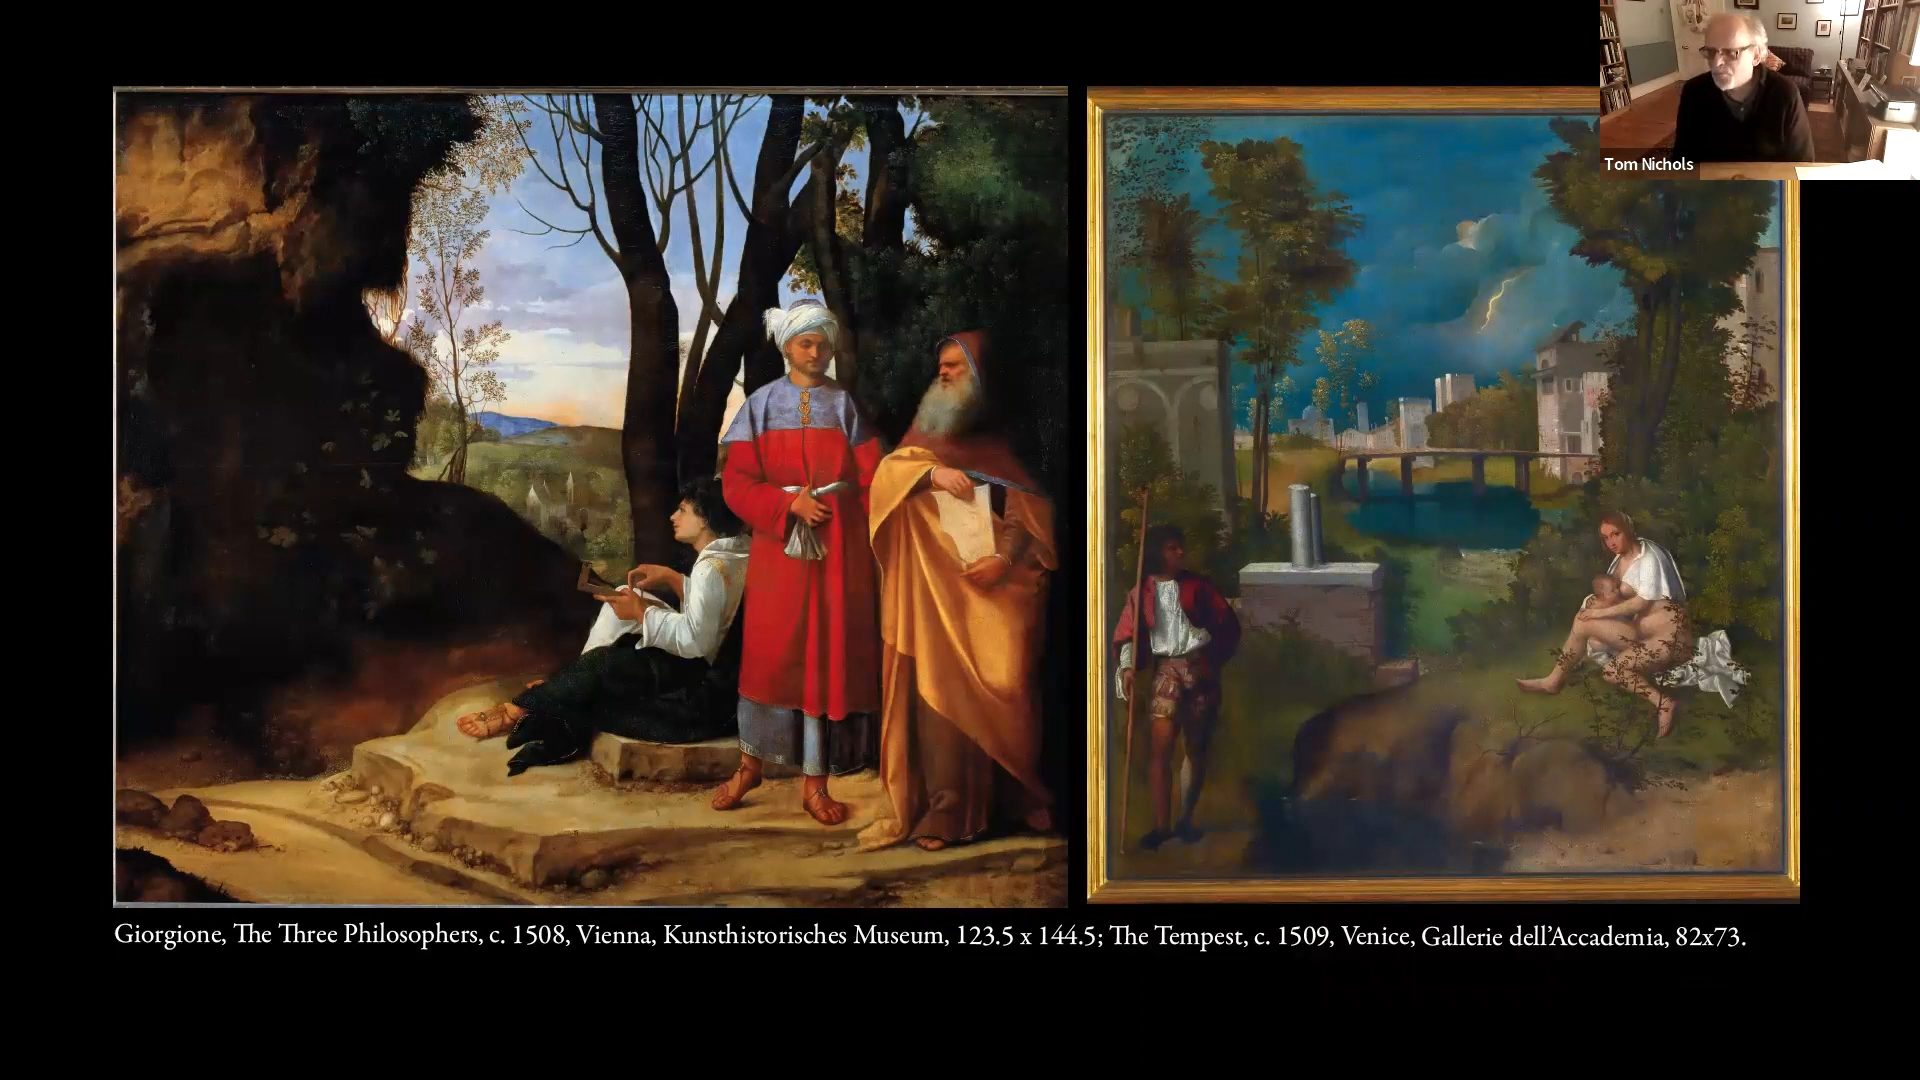 Tom Nichols
Giorgione, The Three Philosophers, c. 1508, Vienna, Kunsthistorisches Museum, 123.5 x 144.5; The Tempest, c. 1509, Venice, Gallerie dell’Accademia, 82x73.